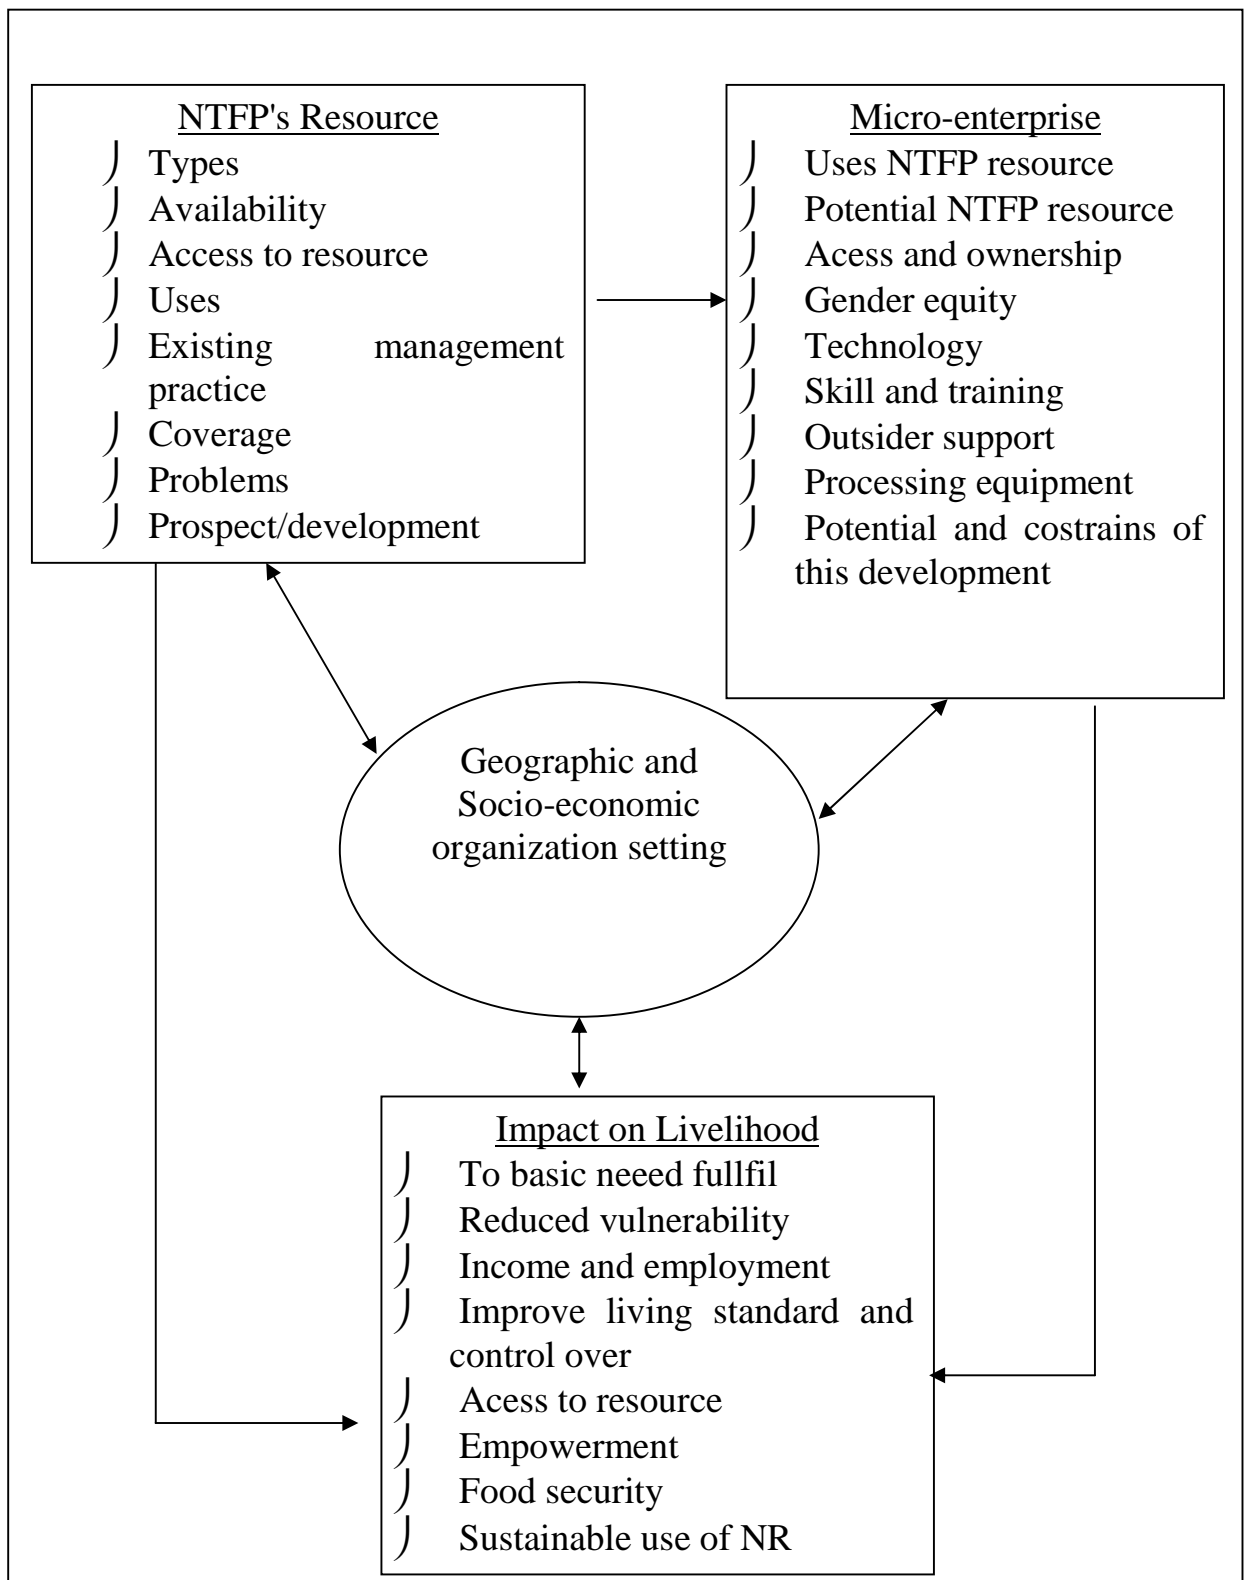 NTFP's Resource
Types
Availability
Access to resource
Uses
Existing management
practice
Coverage
Problems
Prospect/development
Micro-enterprise
Uses NTFP resource
Potential NTFP resource
Acess and ownership
Gender equity
Technology
Skill and training
Outsider support
Processing equipment
Potential and costrains of
this development
Geographic and
Socio-economic
organization setting
Impact on Livelihood
To basic neeed fullfil
Reduced vulnerability
Income and employment
Improve living standard and
control over
Acess to resource
Empowerment
Food security
Sustainable use of NR